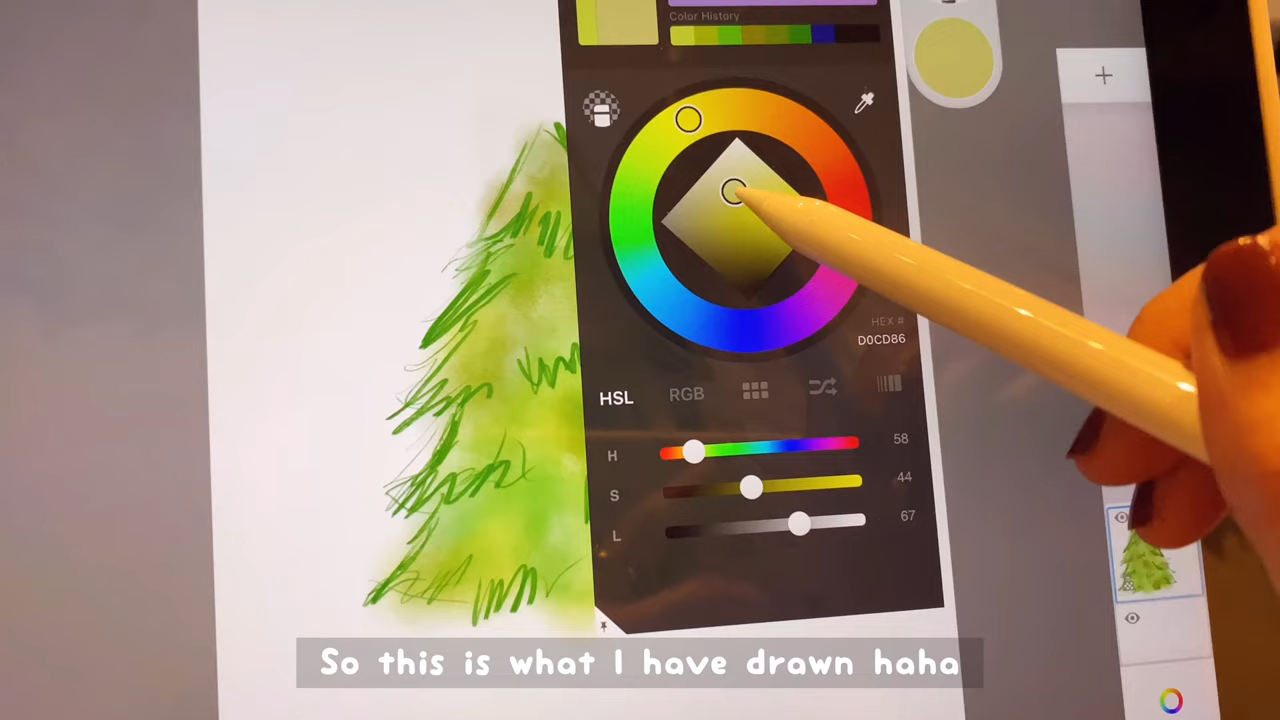 Color History
HEX #
D0CD86
HSL RGB
H 58
S 44
L 67
So this is what I have drawn haha